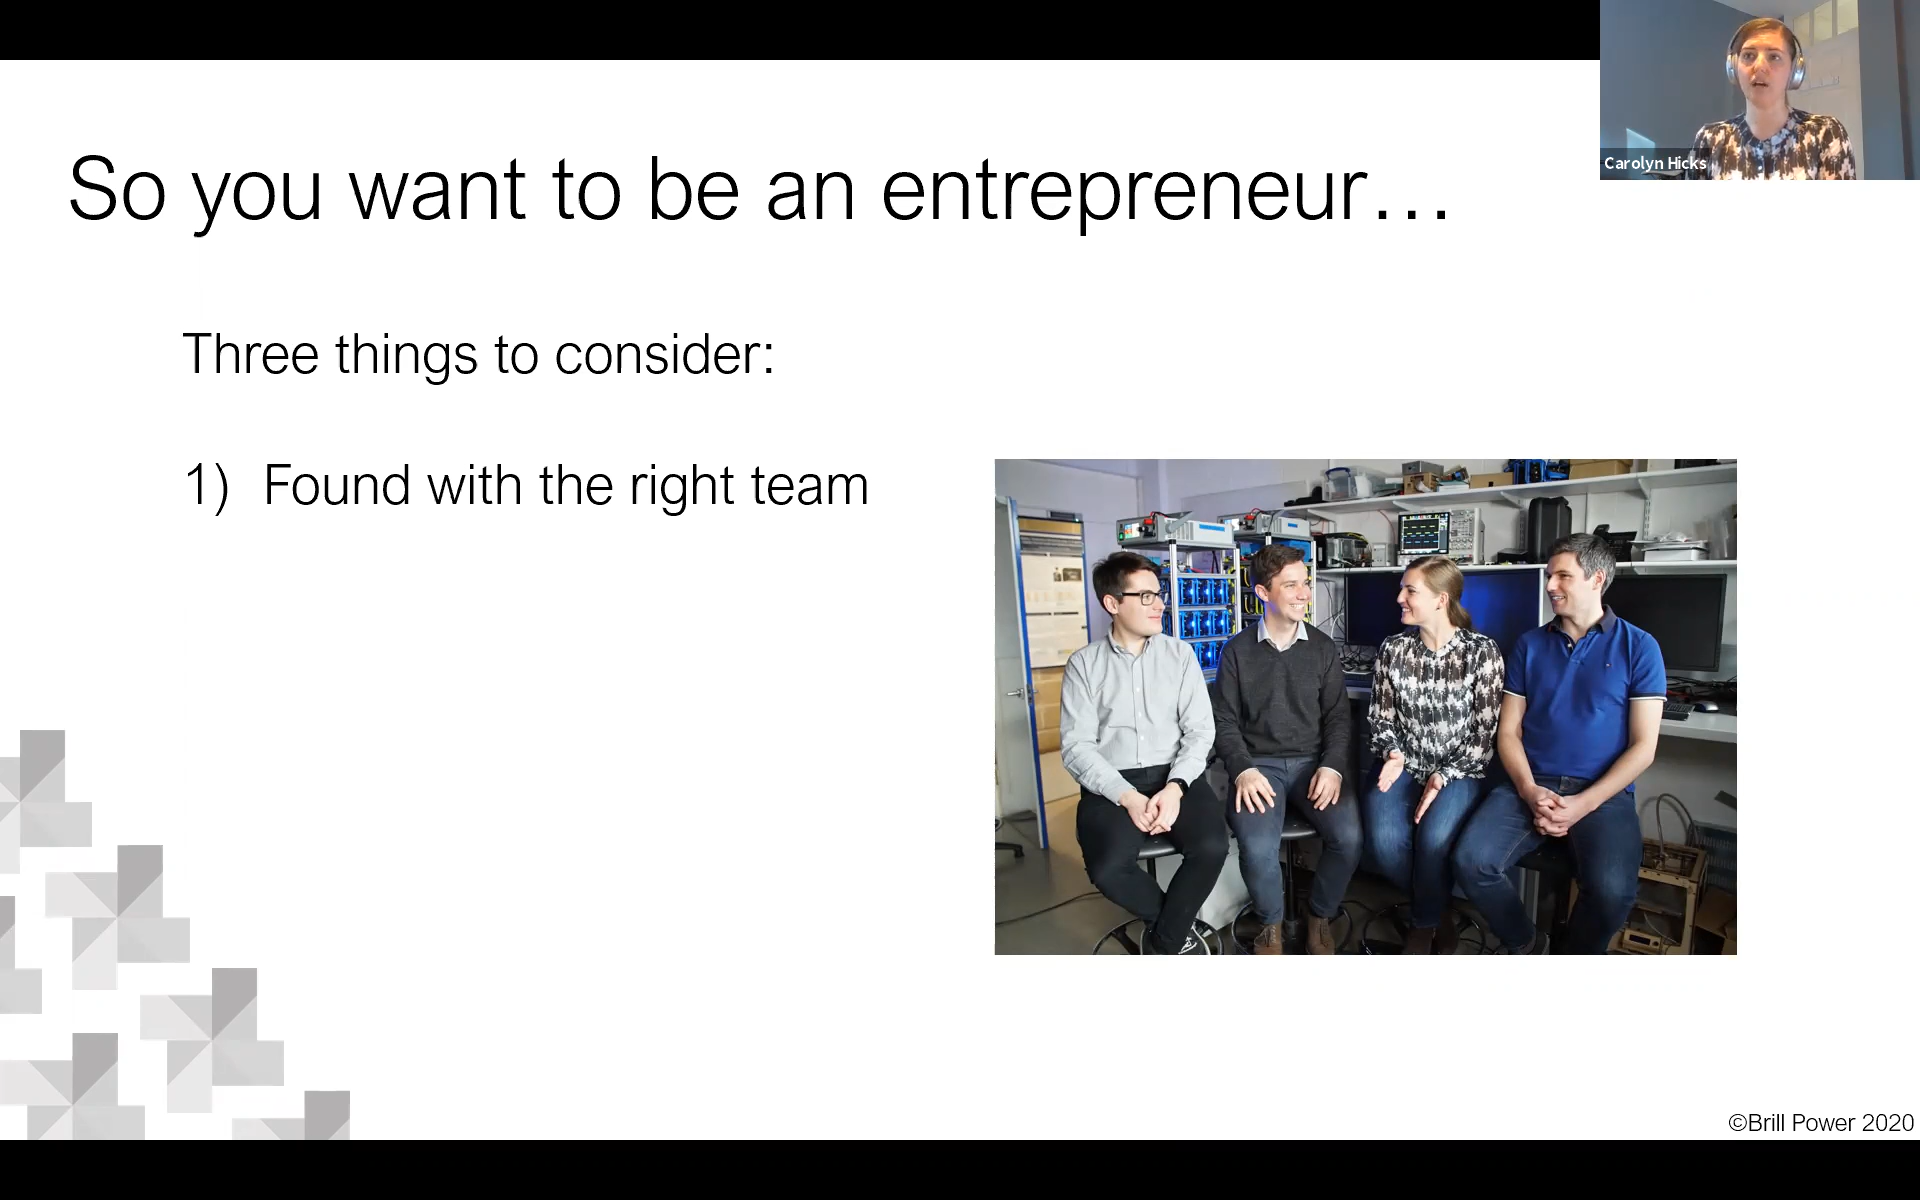 Carolyn Hicks
So you want to be an entrepreneur…
Three things to consider:
1) Found with the right team
©Brill Power 2020